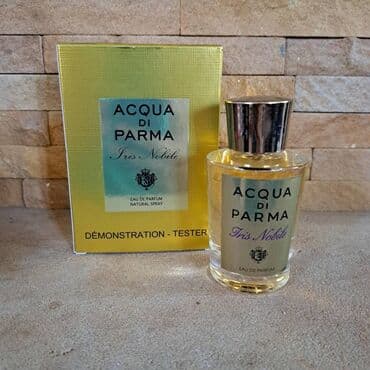 ACQUA
DI
PARMA
Iris Nobile
EAU DE PARFUM
NATURAL SPRAY
DÉMONSTRATION - TESTER
ACQUA
DI
PARMA
Iris Nobile
EAU DE PARFUM